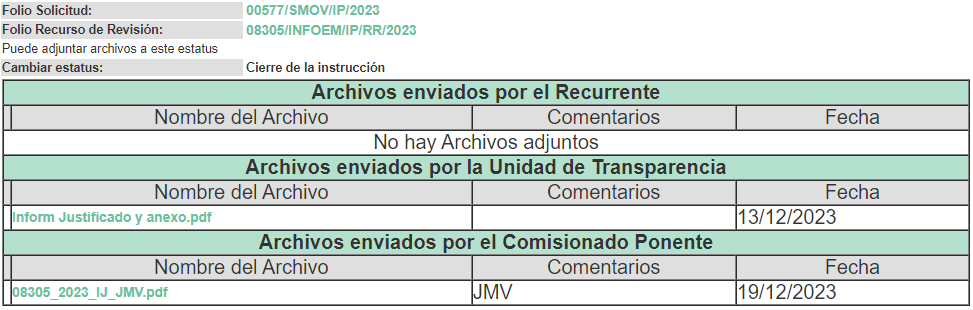 Folio Solicitud: 00577/SMOV/IP/2023
Folio Recurso de Revisión: 08305/INFOEM/IP/RR/2023
Puede adjuntar archivos a este estatus
Cambiar estatus: Cierre de la instrucción
Archivos enviados por el Recurrente
Nombre del Archivo Comentarios Fecha
No hay Archivos adjuntos
Archivos enviados por la Unidad de Transparencia
Nombre del Archivo Comentarios Fecha
Inform Justificado y anexo.pdf 13/12/2023
Archivos enviados por el Comisionado Ponente
Nombre del Archivo Comentarios Fecha
08305_2023_IJ_JMV.pdf JMV 19/12/2023